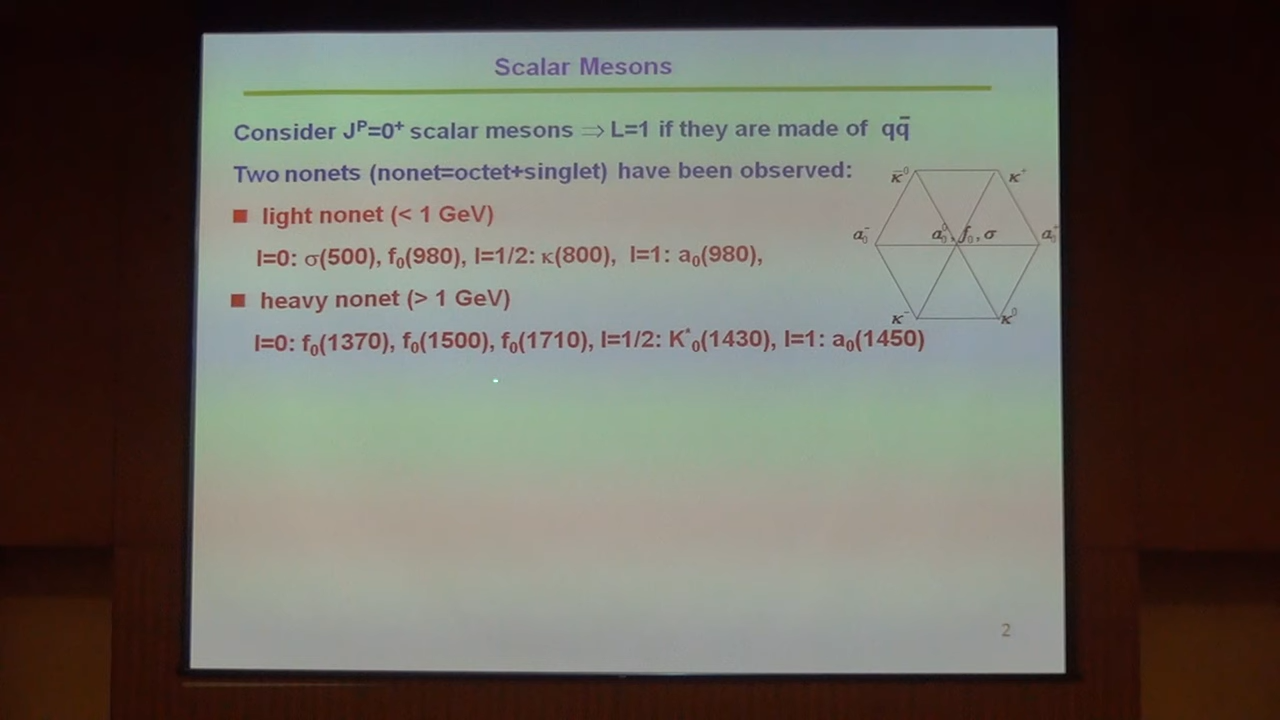 Scalar Mesons
Consider Jᴾ=0⁺ scalar mesons ⇒ L=1 if they are made of qq̄
Two nonets (nonet=octet+singlet) have been observed:
■ light nonet (< 1 GeV)
I=0: σ(500), f₀(980), I=1/2: κ(800), I=1: a₀(980),
■ heavy nonet (> 1 GeV)
I=0: f₀(1370), f₀(1500), f₀(1710), I=1/2: K*₀(1430), I=1: a₀(1450)
κ̄⁰ κ⁺
a₀⁻ a₀⁰, f₀, σ a₀⁺
κ⁻ κ⁰
2